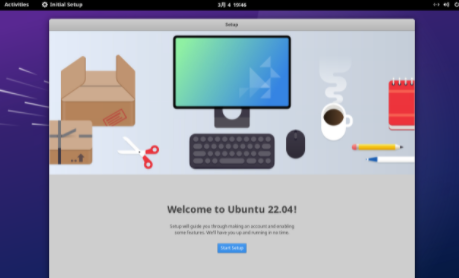 Activities
Initial Setup
3月 4 19:46
Setup
Welcome to Ubuntu 22.04!
Setup will guide you through making an account and enabling
some features. We'll have you up and running in no time.
Start Setup